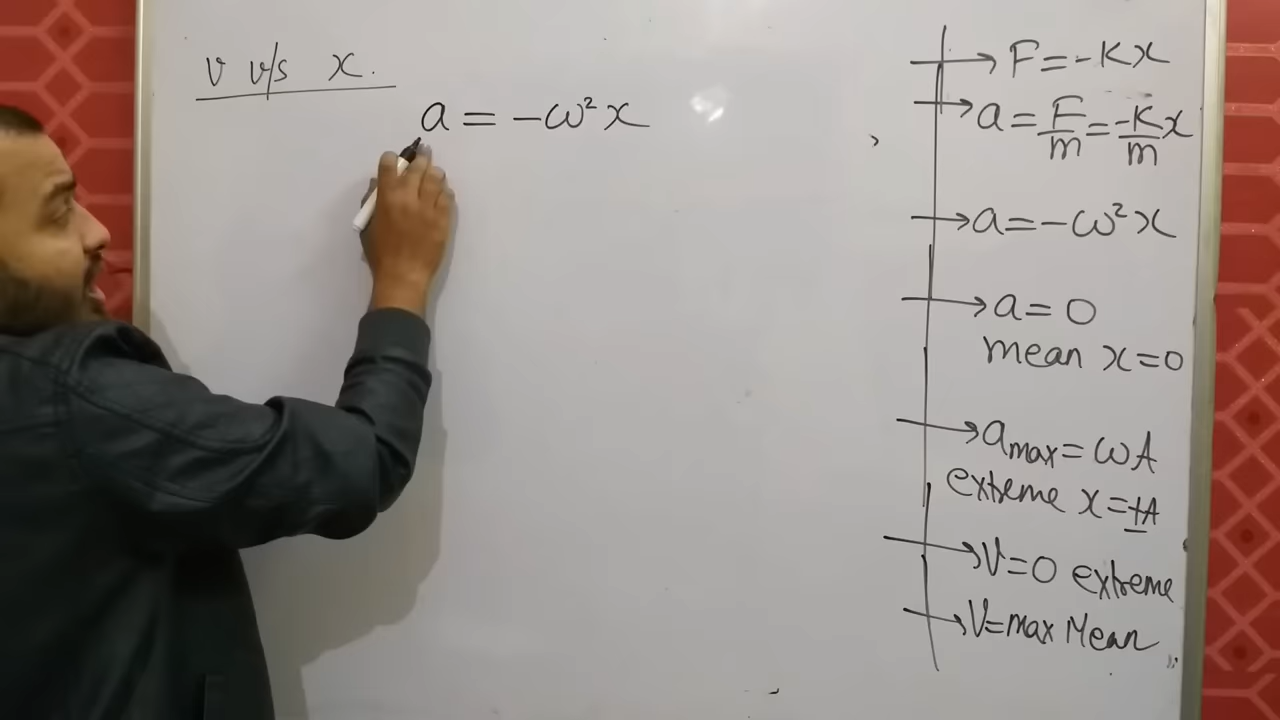 v v/s x.
a = -ω²x
→ F = -Kx
→ a = F/m = -K/m x
→ a = -ω²x
→ a = 0
mean x = 0
→ amax = ωA
extreme x = ±A
→ V = 0 extreme
→ V = max Mean